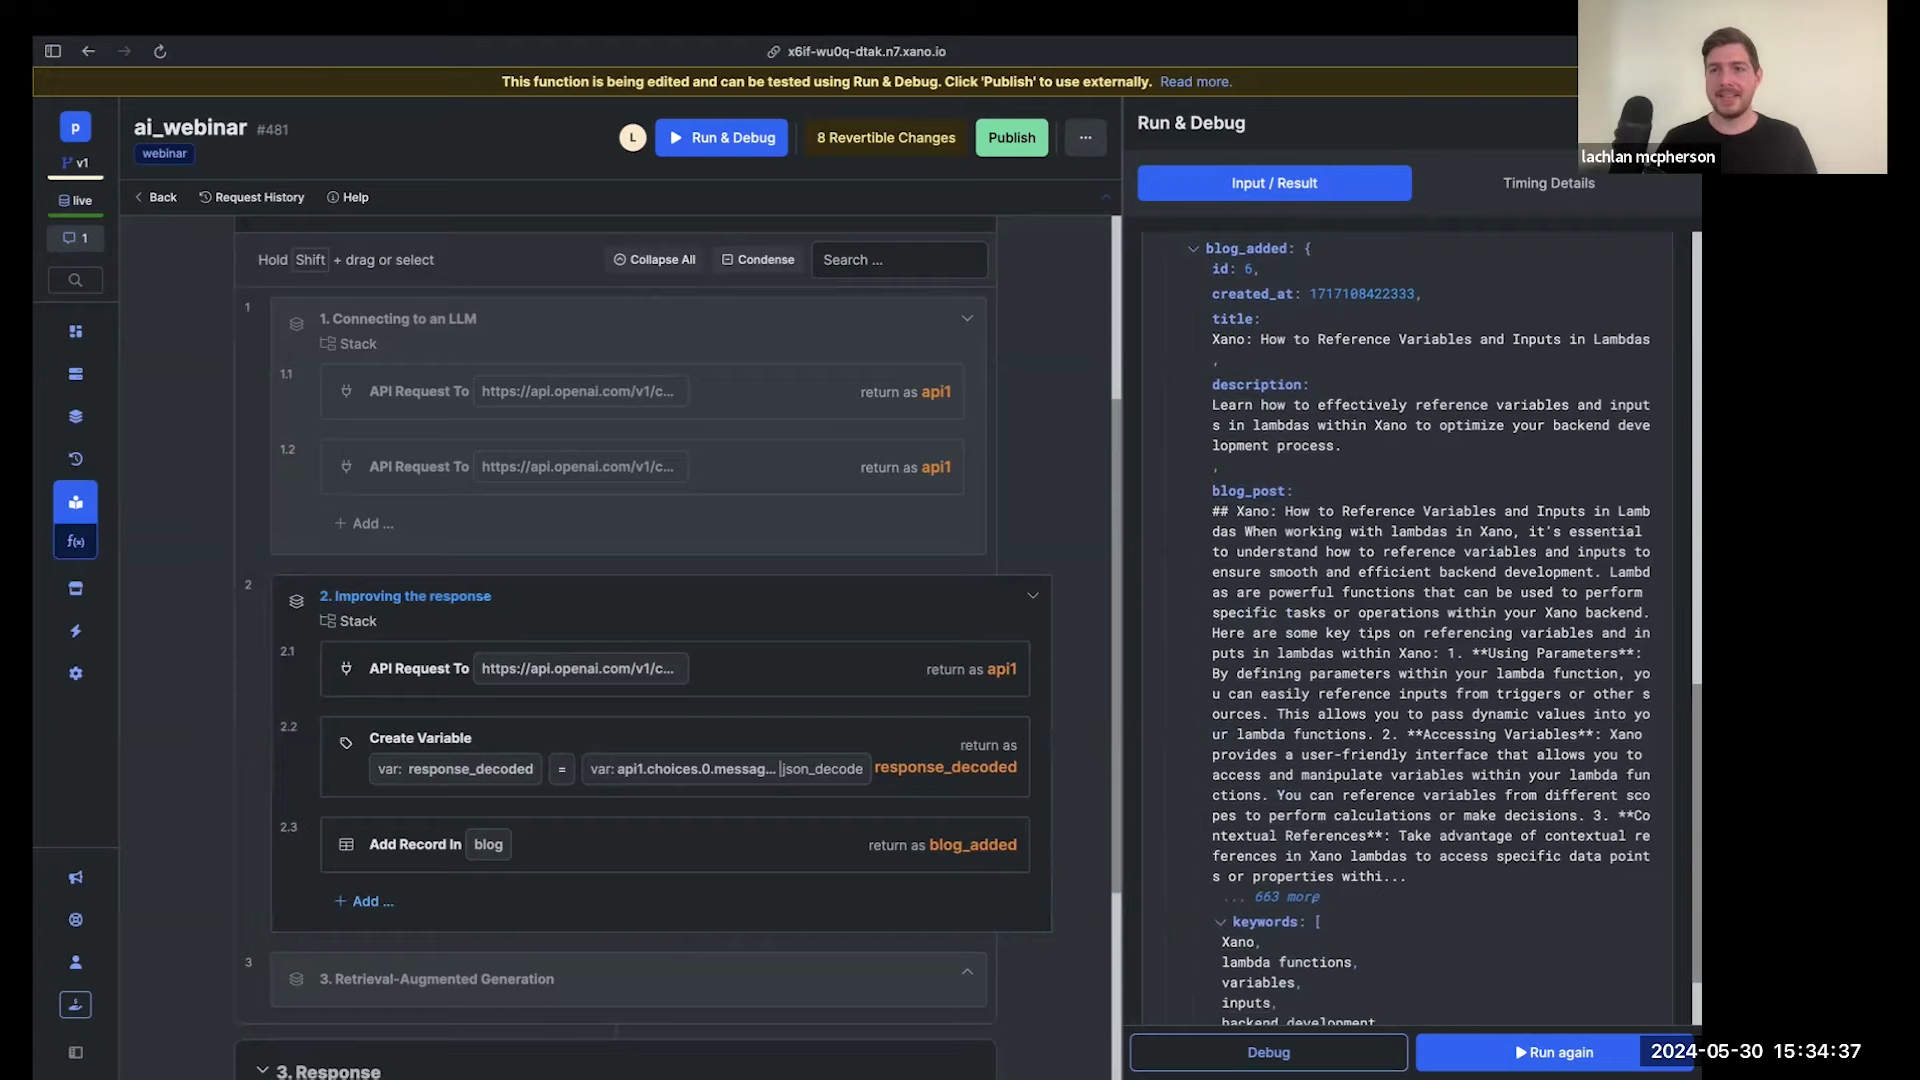 x6if-wu0q-dtak.n7.xano.io
This function is being edited and can be tested using Run & Debug. Click 'Publish' to use externally. Read more.
p
v1
live
1
f(x)
ai_webinar #481
webinar
L
Run & Debug
8 Revertible Changes
Publish
...
Back
Request History
Help
Hold Shift + drag or select
Collapse All
Condense
Search ...
1
1. Connecting to an LLM
Stack
1.1
API Request To https://api.openai.com/v1/c...
return as api1
1.2
API Request To https://api.openai.com/v1/c...
return as api1
+ Add ...
2
2. Improving the response
Stack
2.1
API Request To https://api.openai.com/v1/c...
return as api1
2.2
Create Variable
var: response_decoded = var: api1.choices.0.messag... |json_decode
return as
response_decoded
2.3
Add Record In blog
return as blog_added
+ Add ...
3
3. Retrieval-Augmented Generation
3. Response
Run & Debug
Input / Result
Timing Details
blog_added: {
id: 6,
created_at: 1717108422333,
title:
Xano: How to Reference Variables and Inputs in Lambdas
,
description:
Learn how to effectively reference variables and input
s in lambdas within Xano to optimize your backend deve
lopment process.
,
blog_post:
## Xano: How to Reference Variables and Inputs in Lamb
das When working with lambdas in Xano, it's essential
to understand how to reference variables and inputs to
ensure smooth and efficient backend development. Lambd
as are powerful functions that can be used to perform
specific tasks or operations within your Xano backend.
Here are some key tips on referencing variables and in
puts in lambdas within Xano: 1. **Using Parameters**:
By defining parameters within your lambda function, yo
u can easily reference inputs from triggers or other s
ources. This allows you to pass dynamic values into yo
ur lambda functions. 2. **Accessing Variables**: Xano
provides a user-friendly interface that allows you to
access and manipulate variables within your lambda fun
ctions. You can reference variables from different sco
pes to perform calculations or make decisions. 3. **Co
ntextual References**: Take advantage of contextual re
ferences in Xano lambdas to access specific data point
s or properties withi...
... 663 more
keywords: [
Xano,
lambda functions,
variables,
inputs,
backend development
Debug
Run again
lachlan mcpherson
2024-05-30 15:34:37